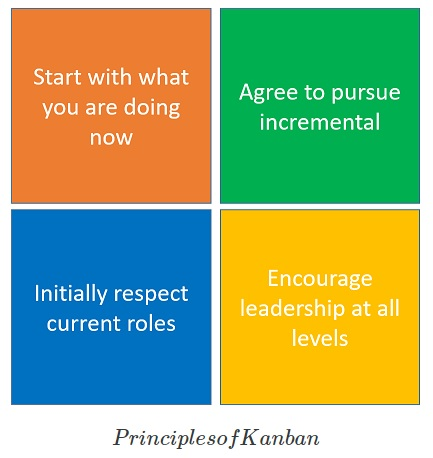 Start with what
you are doing
now
Agree to pursue
incremental
Initially respect
current roles
Encourage
leadership at all
levels
PrinciplesofKanban